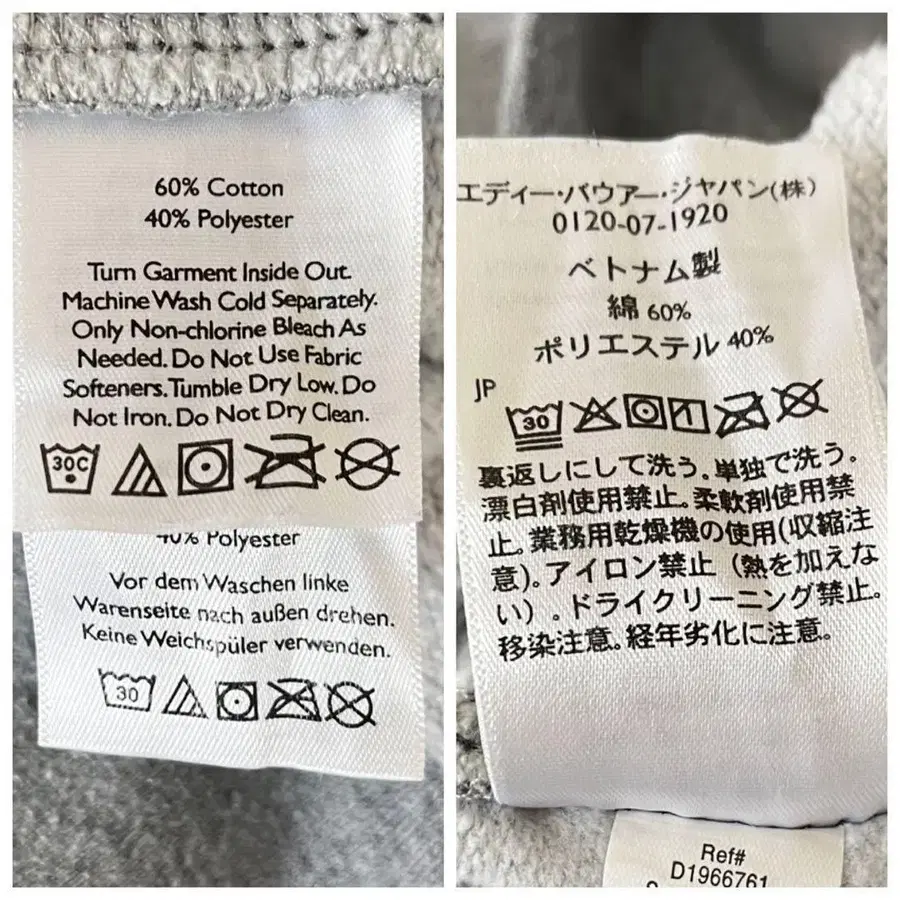 60% Cotton
40% Polyester
Turn Garment Inside Out.
Machine Wash Cold Separately.
Only Non-chlorine Bleach As
Needed. Do Not Use Fabric
Softeners. Tumble Dry Low. Do
Not Iron. Do Not Dry Clean.
30C
40% Polyester
Vor dem Waschen linke
Warenseite nach außen drehen.
Keine Weichspüler verwenden.
30
エディー・バウアー・ジャパン(株)
0120-07-1920
ベトナム製
綿 60%
ポリエステル 40%
JP
30
裏返しにして洗う。単独で洗う。
漂白剤使用禁止。柔軟剤使用禁
止。業務用乾燥機の使用(収縮注
意)。アイロン禁止（熱を加えな
い）。ドライクリーニング禁止。
移染注意。経年劣化に注意。
Ref#
D1966761